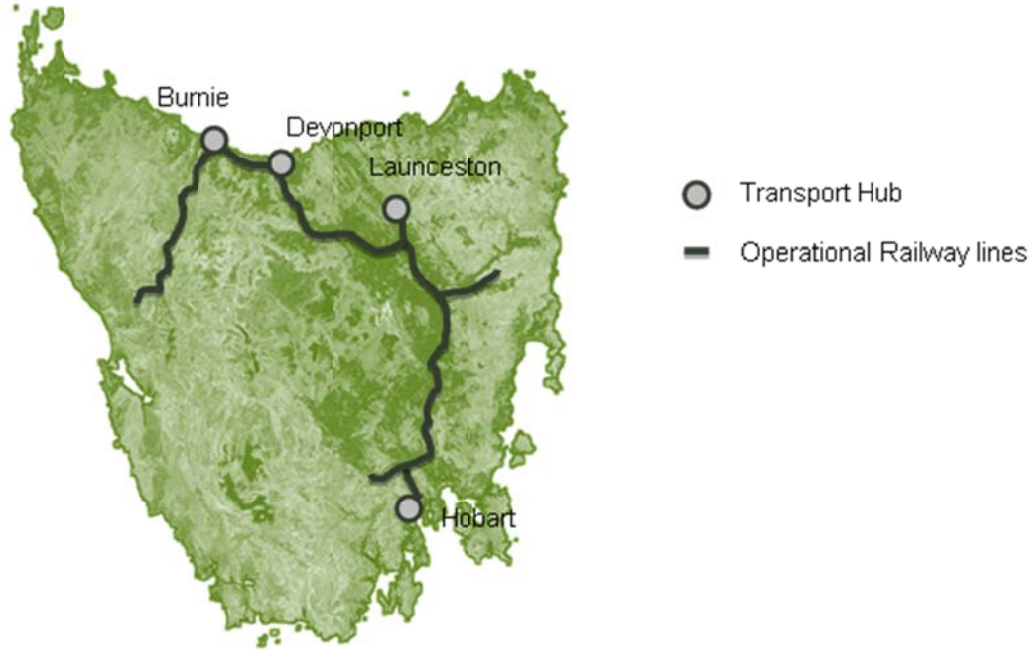 Burnie
Devonport
Launceston
Transport Hub
Operational Railway lines
Hobart